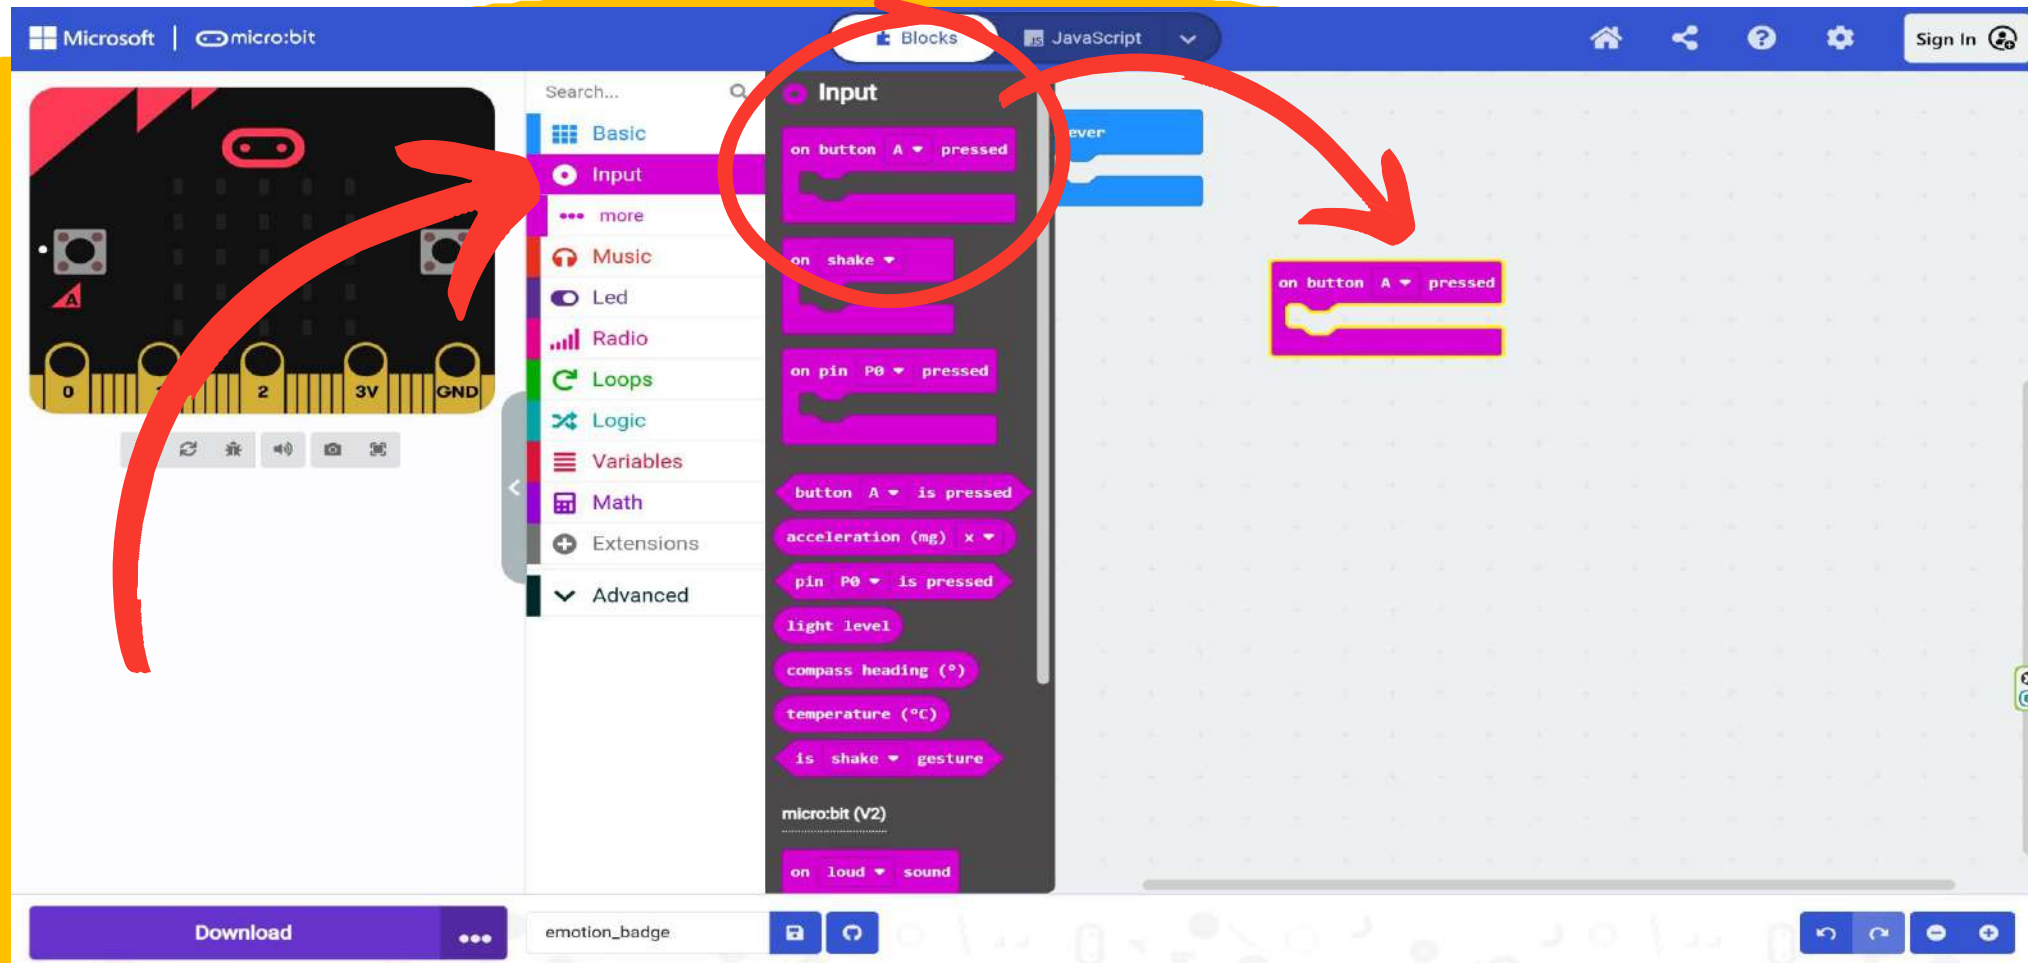 Microsoft
micro:bit
Blocks
JavaScript
Sign In
A
0
2
3V
GND
Search...
Basic
Input
more
Music
Led
Radio
Loops
Logic
Variables
Math
Extensions
Advanced
Input
on button A pressed
on shake
on pin P0 pressed
button A is pressed
acceleration (mg) x
pin P0 is pressed
light level
compass heading (°)
temperature (°C)
is shake gesture
micro:bit (V2)
on loud sound
ever
on button A pressed
Download
emotion_badge